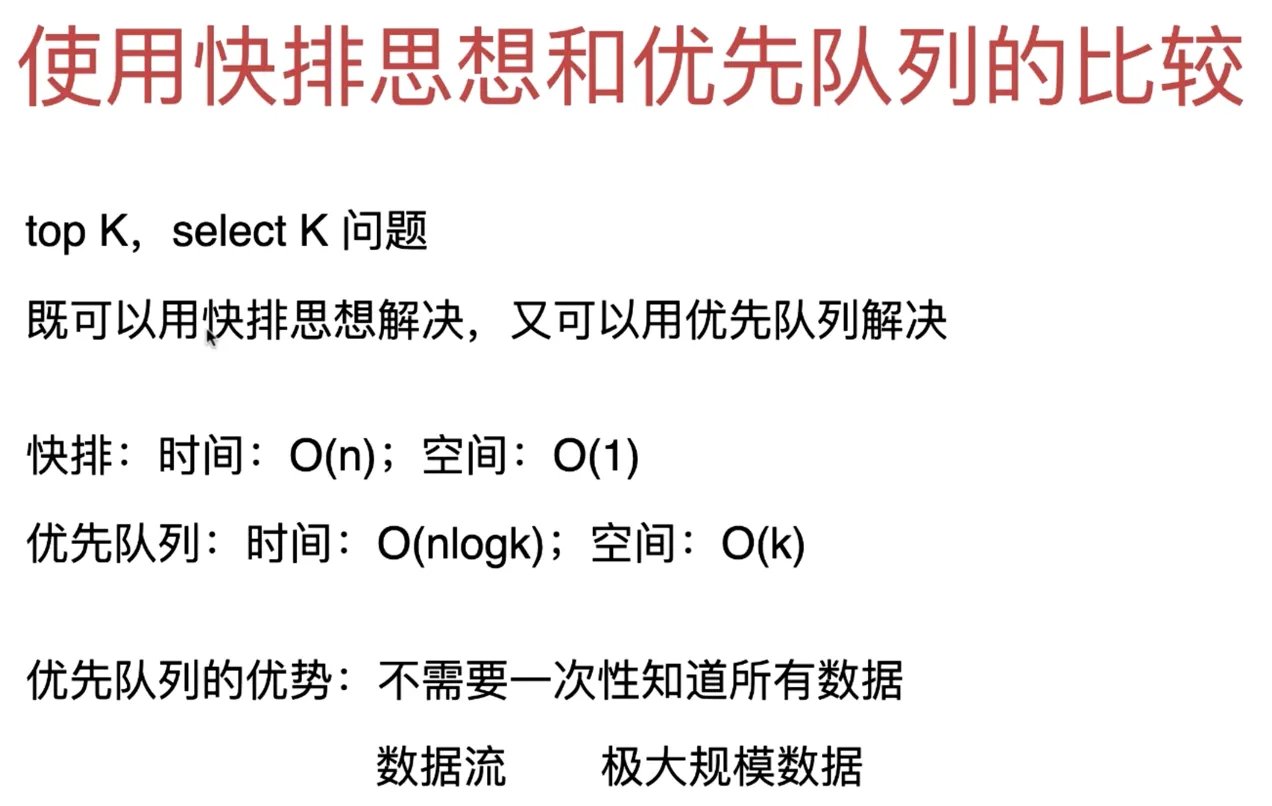 使用快排思想和优先队列的比较
top K，select K 问题
既可以用快排思想解决，又可以用优先队列解决
快排：时间：O(n)；空间：O(1)
优先队列：时间：O(nlogk)；空间：O(k)
优先队列的优势：不需要一次性知道所有数据
数据流 极大规模数据